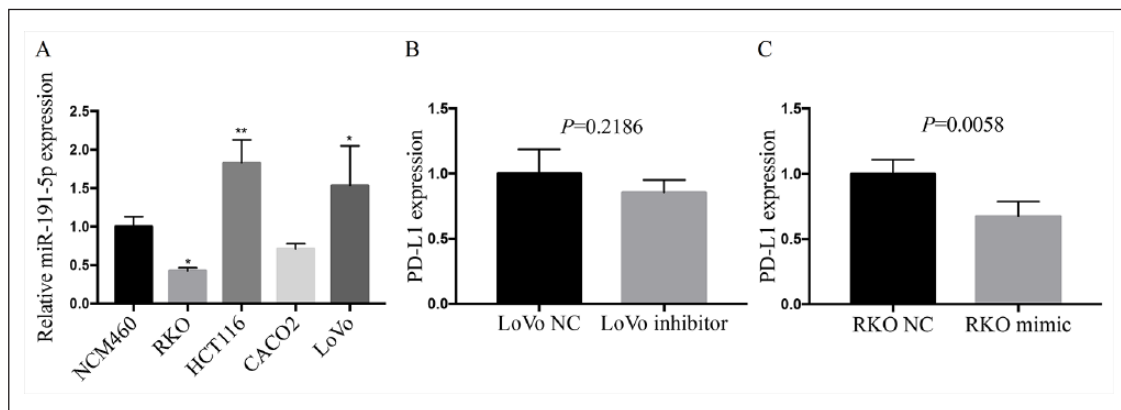 A
Relative miR-191-5p expression
2.5
2.0
1.5
1.0
0.5
0.0
*
**
*
NCM460
RKO
HCT116
CACO2
LoVo
B
PD-L1 expression
1.5
1.0
0.5
0.0
P=0.2186
LoVo NC
LoVo inhibitor
C
PD-L1 expression
1.5
1.0
0.5
0.0
P=0.0058
RKO NC
RKO mimic